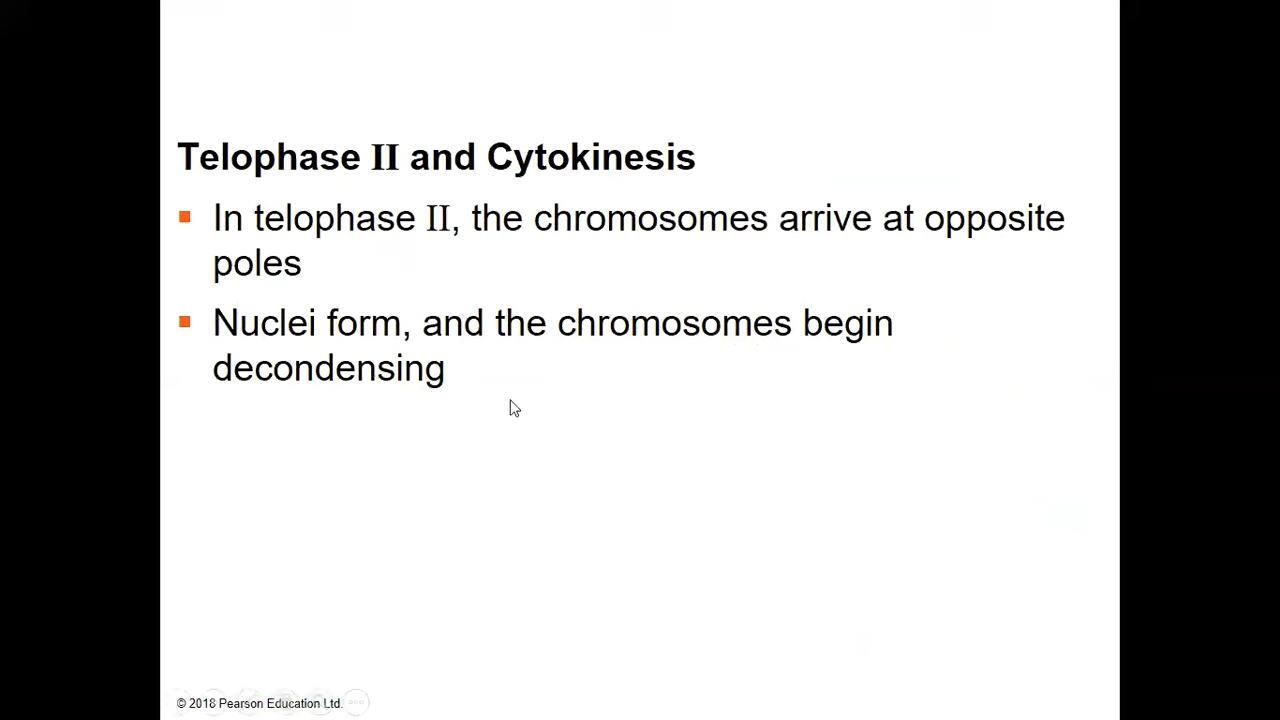 Telophase II and Cytokinesis
▪ In telophase II, the chromosomes arrive at opposite
poles
▪ Nuclei form, and the chromosomes begin
decondensing
© 2018 Pearson Education Ltd.